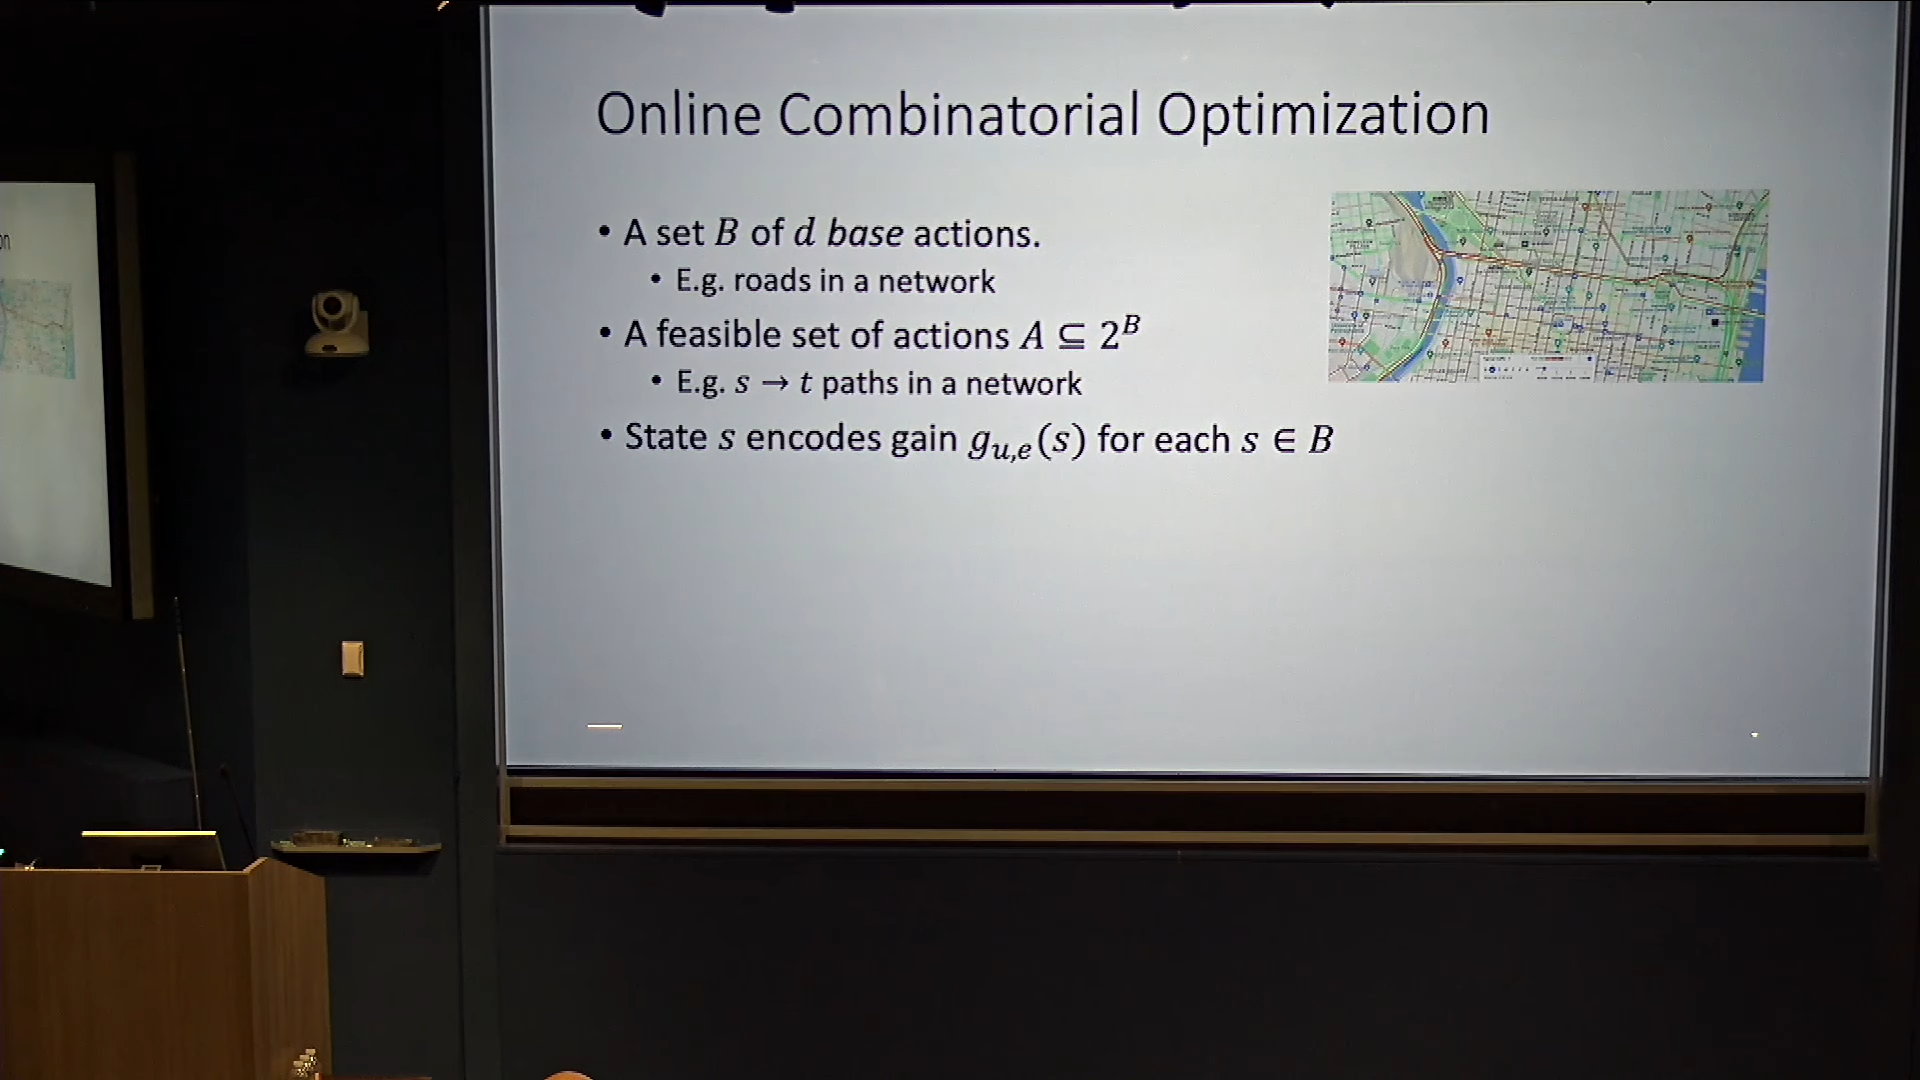 Online Combinatorial Optimization
• A set B of d base actions.
• E.g. roads in a network
• A feasible set of actions A ⊆ 2^B
• E.g. s → t paths in a network
• State s encodes gain g_{u,e}(s) for each s ∈ B
on